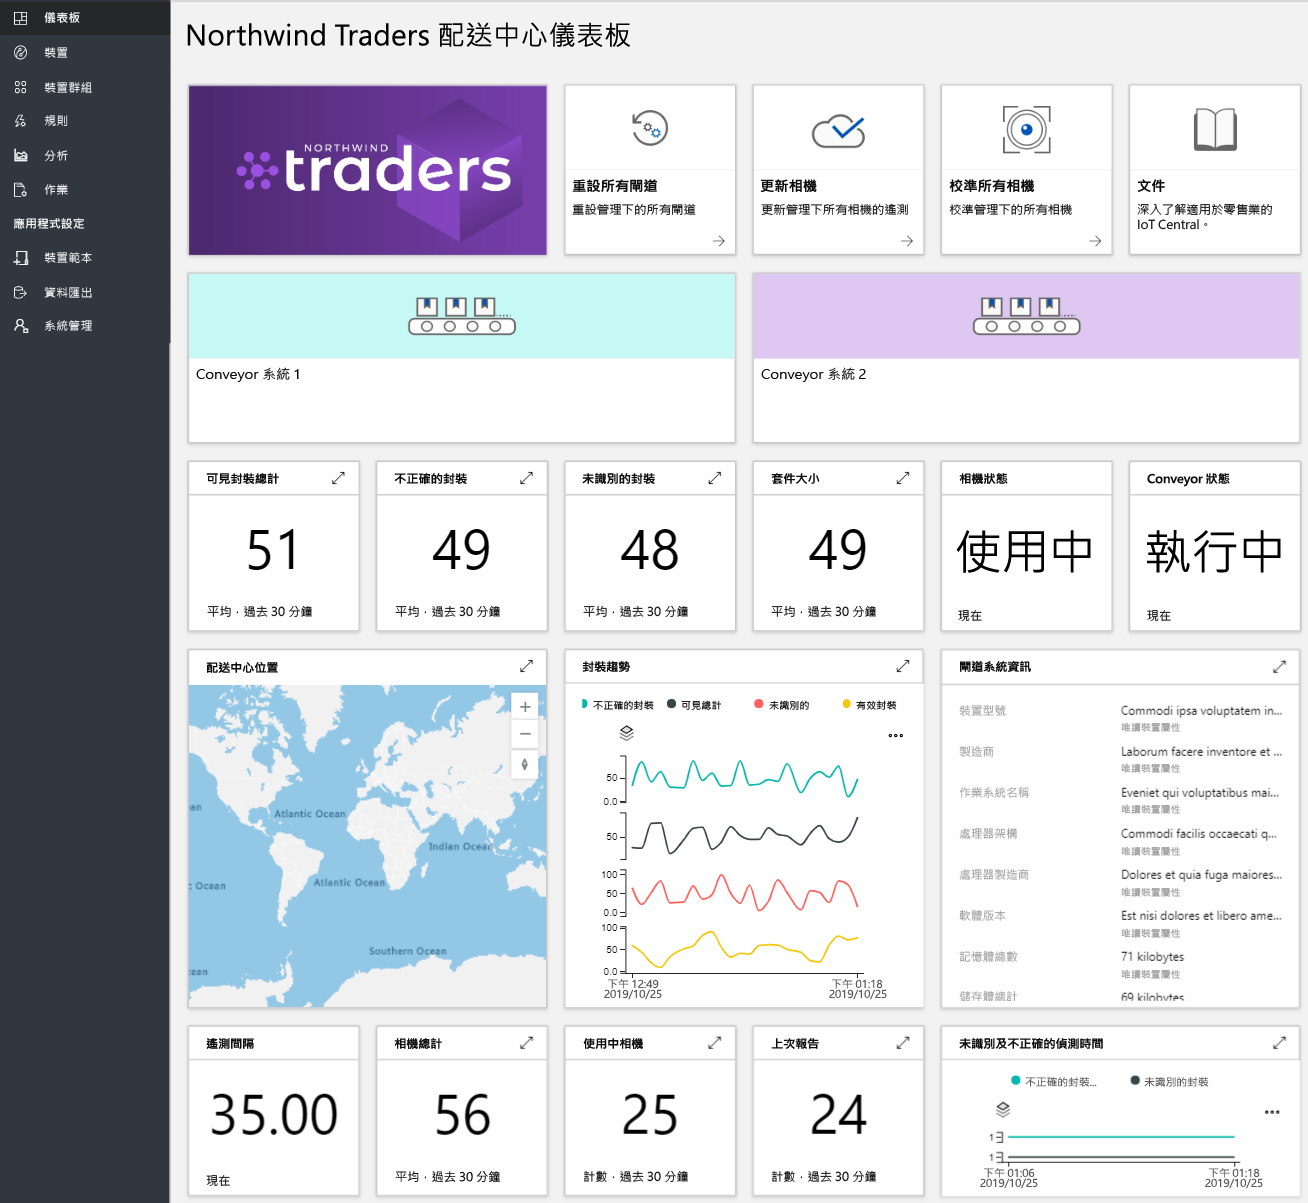 儀表板
裝置
裝置群組
規則
分析
作業
應用程式設定
裝置範本
資料匯出
系統管理
Northwind Traders 配送中心儀表板
NORTHWIND
traders
重設所有閘道
重設管理下的所有閘道
更新相機
更新管理下所有相機的遙測
校準所有相機
校準管理下的所有相機
文件
深入了解適用於零售業的
IoT Central。
Conveyor 系統 1
Conveyor 系統 2
可見封裝總計
51
平均，過去 30 分鐘
不正確的封裝
49
平均，過去 30 分鐘
未識別的封裝
48
平均，過去 30 分鐘
套件大小
49
平均，過去 30 分鐘
相機狀態
使用中
現在
Conveyor 狀態
執行中
現在
配送中心位置
Atlantic Ocean
Indian Ocean
Atlantic Ocean
c Ocean
Southern Ocean
封裝趨勢
不正確的封裝
可見總計
未識別的
有效封裝
50
0.0
50
100
50
0.0
100
50
0.0
下午 12:49
2019/10/25
下午 01:18
2019/10/25
閘道系統資訊
裝置型號
Commodi ipsa voluptatem in...
唯讀裝置屬性
製造商
Laborum facere inventore et ...
唯讀裝置屬性
作業系統名稱
Eveniet qui voluptatibus mai...
唯讀裝置屬性
處理器架構
Commodi facilis occaecati q...
唯讀裝置屬性
處理器製造商
Dolores et quia fuga maiores...
唯讀裝置屬性
軟體版本
Est nisi dolores et libero ame...
唯讀裝置屬性
記憶體總數
71 kilobytes
唯讀裝置屬性
儲存體總計
69 kilobytes
遙測間隔
35.00
現在
相機總計
56
平均，過去 30 分鐘
使用中相機
25
計數，過去 30 分鐘
上次報告
24
計數，過去 30 分鐘
未識別及不正確的偵測時間
不正確的封裝...
未識別的封裝
1
1
下午 01:06
2019/10/25
下午 01:18
2019/10/25